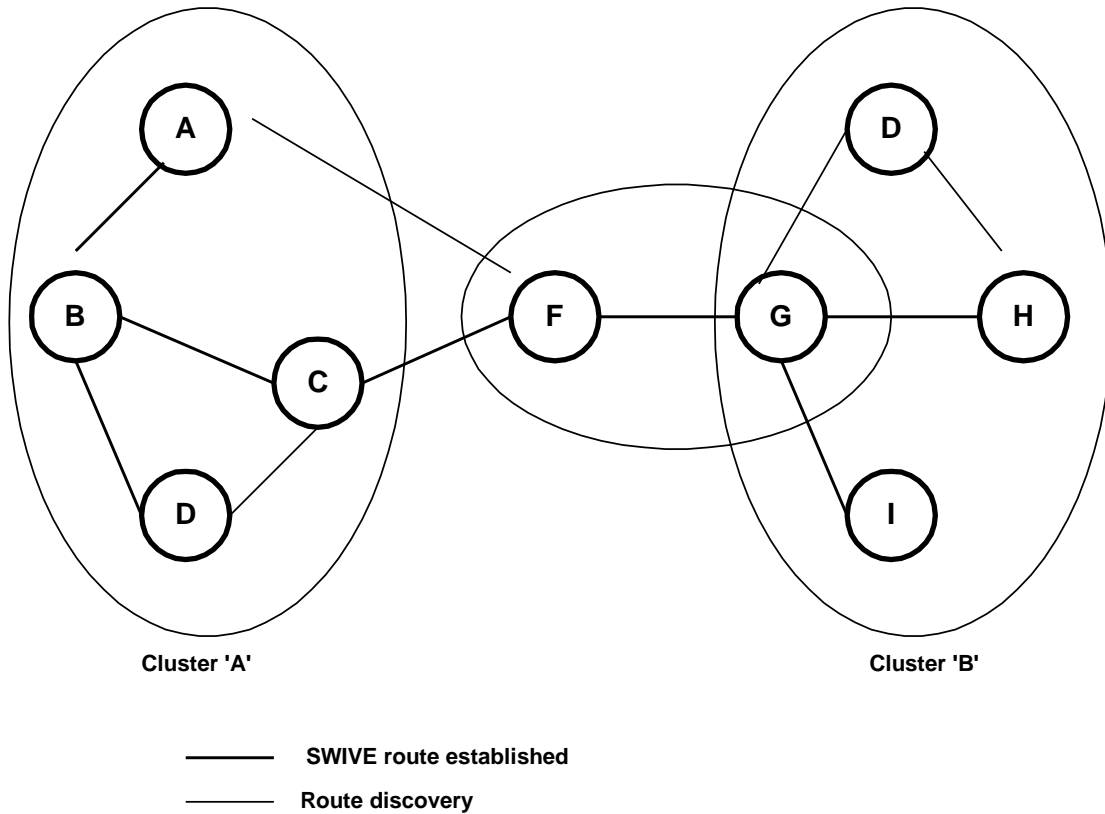 A
D
B
F
G
H
C
D
I
Cluster 'A'
Cluster 'B'
SWIVE route established
Route discovery